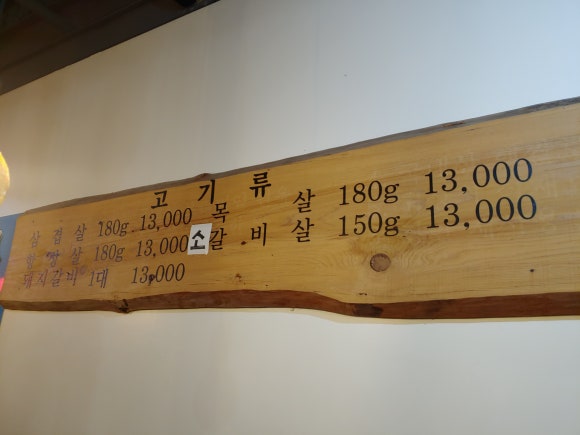 고기류
삼겹살 180g 13,000 목살 180g 13,000
항정살 180g 13,000 소갈비살 150g 13,000
돼지갈비 1대 13,000